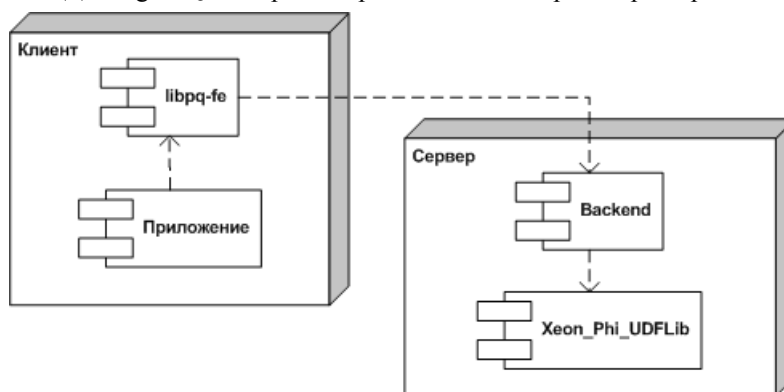 Клиент
libpq-fe
Приложение
Сервер
Backend
Xeon_Phi_UDFLib